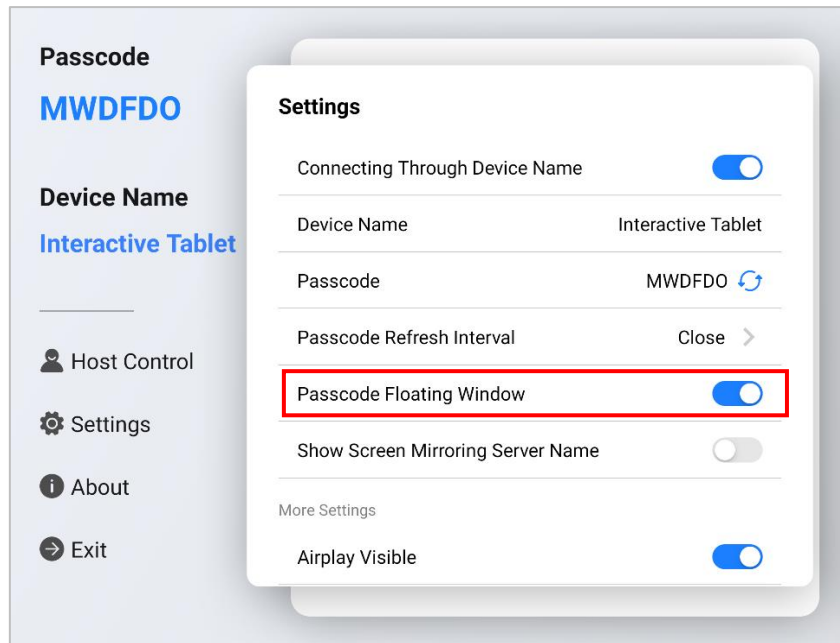 Passcode
MWDFDO
Device Name
Interactive Tablet
Host Control
Settings
About
Exit
Settings
Connecting Through Device Name
Device Name Interactive Tablet
Passcode MWDFDO
Passcode Refresh Interval Close
Passcode Floating Window
Show Screen Mirroring Server Name
More Settings
Airplay Visible